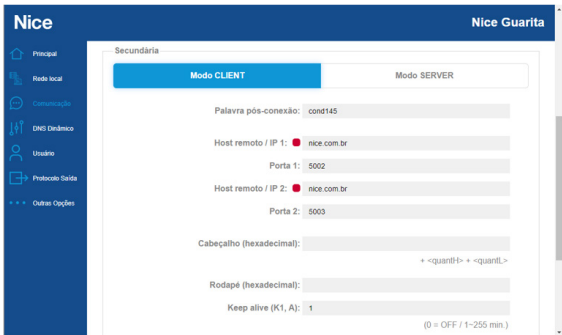 Nice
Nice Guarita
Principal
Rede local
Comunicação
DNS Dinâmico
Usuário
Protocolo Saída
Outras Opções
Secundária
Modo CLIENT
Modo SERVER
Palavra pós-conexão: cond145
Host remoto / IP 1: nice.com.br
Porta 1: 5002
Host remoto / IP 2: nice.com.br
Porta 2: 5003
Cabeçalho (hexadecimal):
+ <quantH> + <quantL>
Rodapé (hexadecimal):
Keep alive (K1, A): 1
(0 = OFF / 1~255 min.)